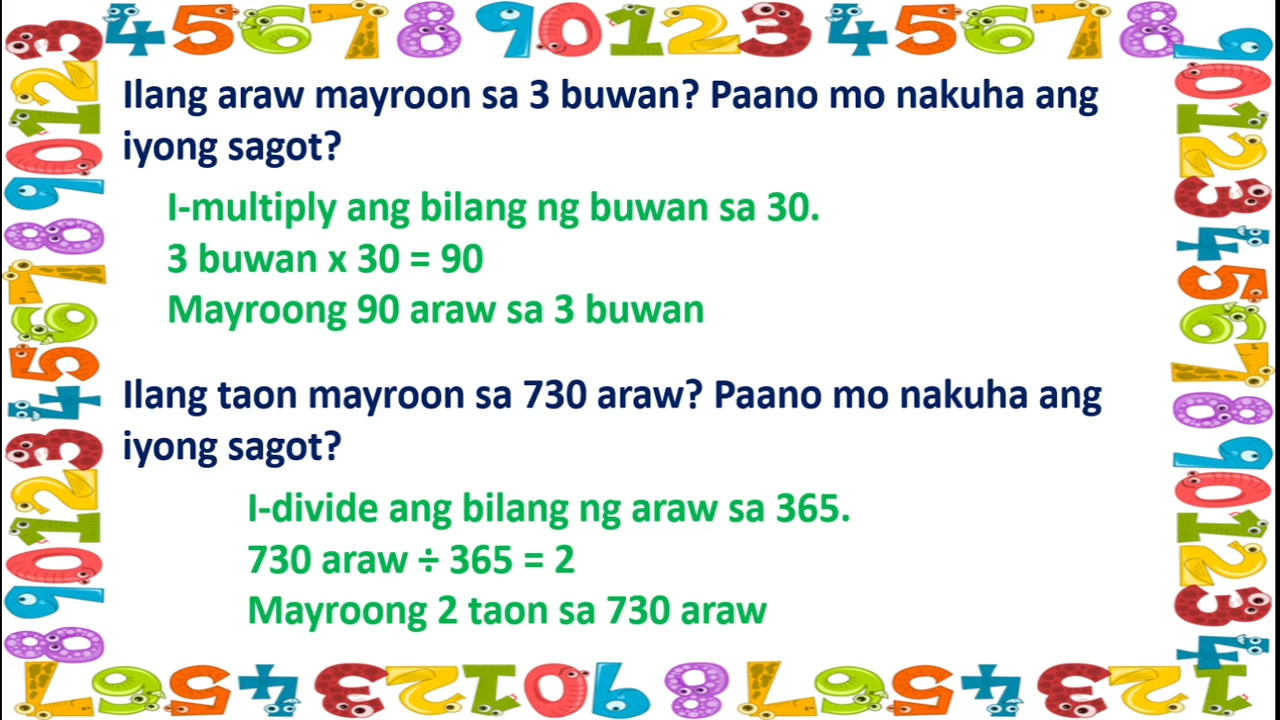 Ilang araw mayroon sa 3 buwan? Paano mo nakuha ang
iyong sagot?
I-multiply ang bilang ng buwan sa 30.
3 buwan x 30 = 90
Mayroong 90 araw sa 3 buwan
Ilang taon mayroon sa 730 araw? Paano mo nakuha ang
iyong sagot?
I-divide ang bilang ng araw sa 365.
730 araw ÷ 365 = 2
Mayroong 2 taon sa 730 araw